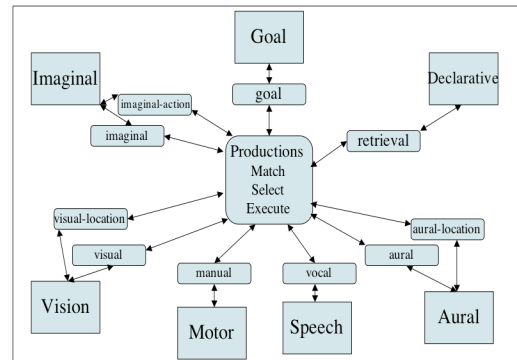 Goal
Imaginal
Declarative
imaginal-action
goal
imaginal
retrieval
Productions
Match
Select
Execute
visual-location
aural-location
visual
aural
manual
vocal
Vision
Motor
Speech
Aural